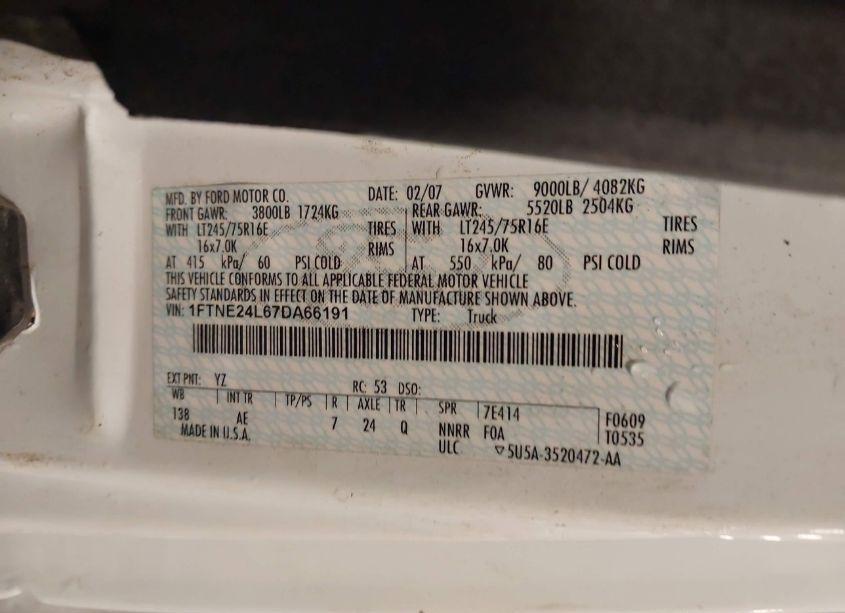 MFD. BY FORD MOTOR CO. DATE: 02/07 GVWR: 9000LB/ 4082KG
FRONT GAWR: 3800LB 1724KG REAR GAWR: 5520LB 2504KG
WITH LT245/75R16E TIRES WITH LT245/75R16E TIRES
16x7.0K RIMS 16x7.0K RIMS
AT 415 kPa/ 60 PSI COLD AT 550 kPa/ 80 PSI COLD
THIS VEHICLE CONFORMS TO ALL APPLICABLE FEDERAL MOTOR VEHICLE
SAFETY STANDARDS IN EFFECT ON THE DATE OF MANUFACTURE SHOWN ABOVE.
VIN: 1FTNE24L67DA66191 TYPE: Truck
EXT PNT: YZ RC: 53 DSO:
WB INT TR TP/PS R AXLE TR SPR 7E414 F0609
138 AE 7 24 Q NNRR FOA T0535
MADE IN U.S.A. ULC ▽5U5A-3520472-AA